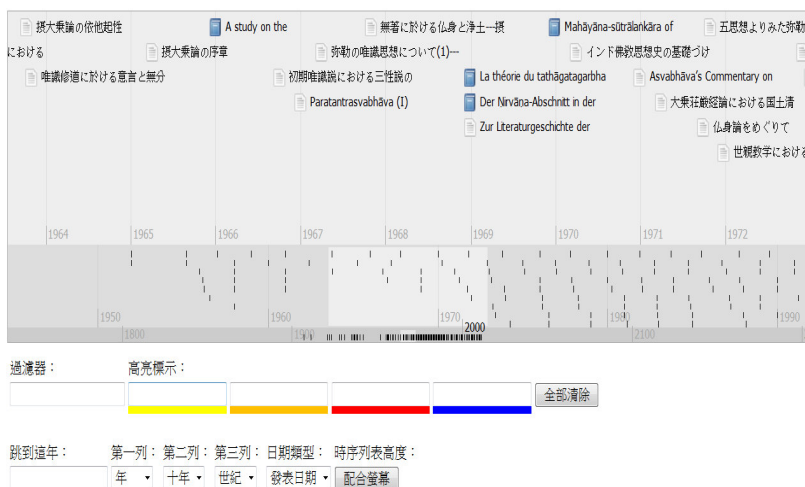 摂大乗論の依他起性 A study on the 無著に於ける仏身と浄土―摂 Mahāyāna-sūtrālaṅkāra of 五思想よりみた弥勒
における 摂大乗論の序章 弥勒の唯識思想について(1)― インド佛教思想史の基礎づけ
唯識修道に於ける意言と無分 初期唯識説における三性説の La théorie du tathāgatagarbha Asvabhāva's Commentary on
Paratantrasvabhāva (I) Der Nirvāṇa-Abschnitt in der 大乗荘厳経論における国土清
Zur Literaturgeschichte der 仏身論をめぐりて
世親教学における
1964 1965 1966 1967 1968 1969 1970 1971 1972
1950 1960 1970 1980 1990
1800 1900 2000 2100
過濾器： 高亮標示：
全部清除
跳到這年： 第一列： 第二列： 第三列： 日期類型： 時序列表高度：
年 十年 世紀 發表日期 配合螢幕